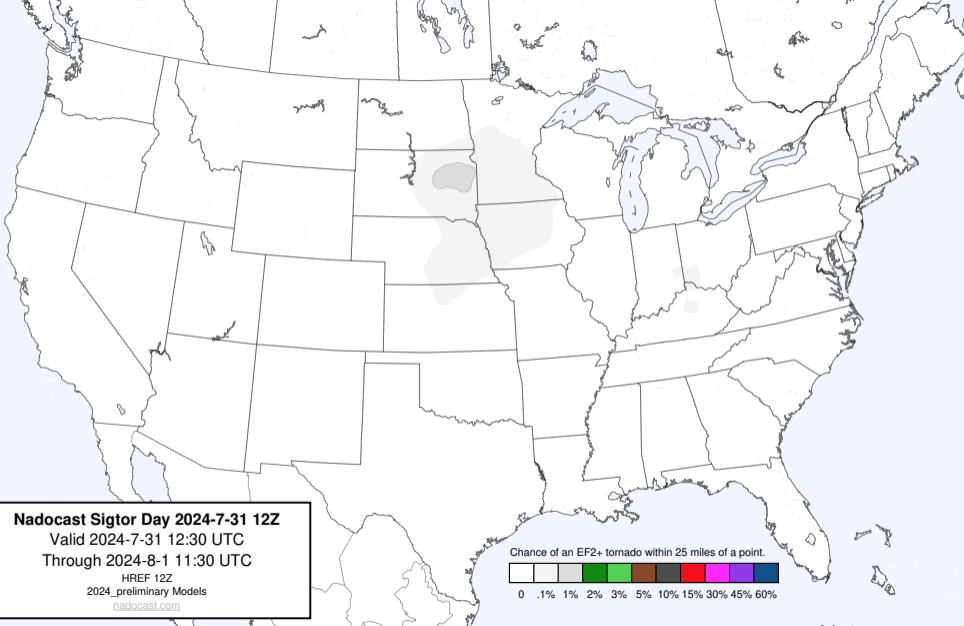 Nadocast Sigtor Day 2024-7-31 12Z
Valid 2024-7-31 12:30 UTC
Through 2024-8-1 11:30 UTC
HREF 12Z
2024_preliminary Models
nadocast.com
Chance of an EF2+ tornado within 25 miles of a point.
0 .1% 1% 2% 3% 5% 10% 15% 30% 45% 60%